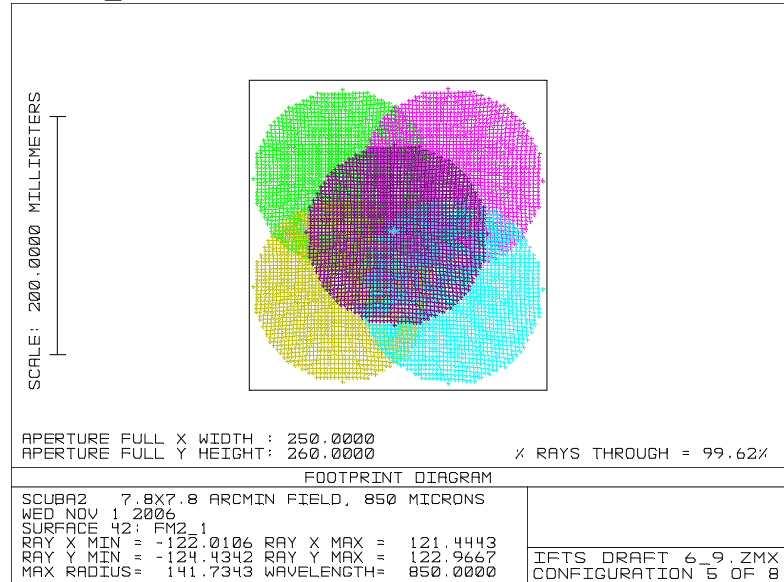 SCALE: 200.0000 MILLIMETERS
APERTURE FULL X WIDTH : 250.0000
APERTURE FULL Y HEIGHT: 260.0000
% RAYS THROUGH = 99.62%
FOOTPRINT DIAGRAM
SCUBA2 7.8X7.8 ARCMIN FIELD, 850 MICRONS
WED NOV 1 2006
SURFACE 42: FM2_1
RAY X MIN = -122.0106 RAY X MAX = 121.4443
RAY Y MIN = -124.4342 RAY Y MAX = 122.9667
MAX RADIUS= 141.7343 WAVELENGTH= 850.0000
IFTS DRAFT 6_9.ZMX
CONFIGURATION 5 OF